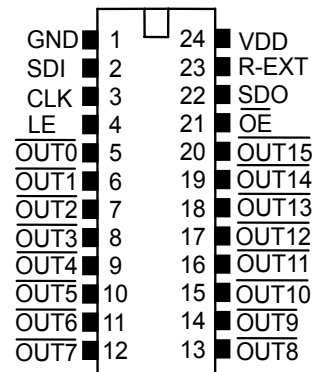 GND 1 24 VDD
SDI 2 23 R-EXT
CLK 3 22 SDO
LE 4 21 OE
OUT0 5 20 OUT15
OUT1 6 19 OUT14
OUT2 7 18 OUT13
OUT3 8 17 OUT12
OUT4 9 16 OUT11
OUT5 10 15 OUT10
OUT6 11 14 OUT9
OUT7 12 13 OUT8